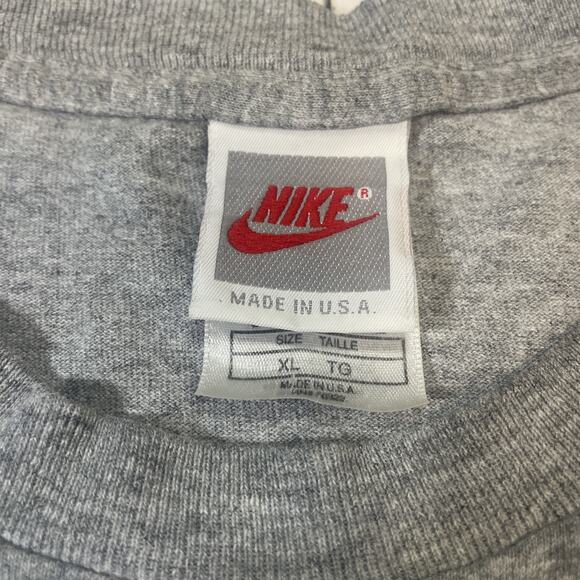 NIKE®
MADE IN U.S.A.
SIZE TAILLE
XL TG
MADE IN U.S.A.